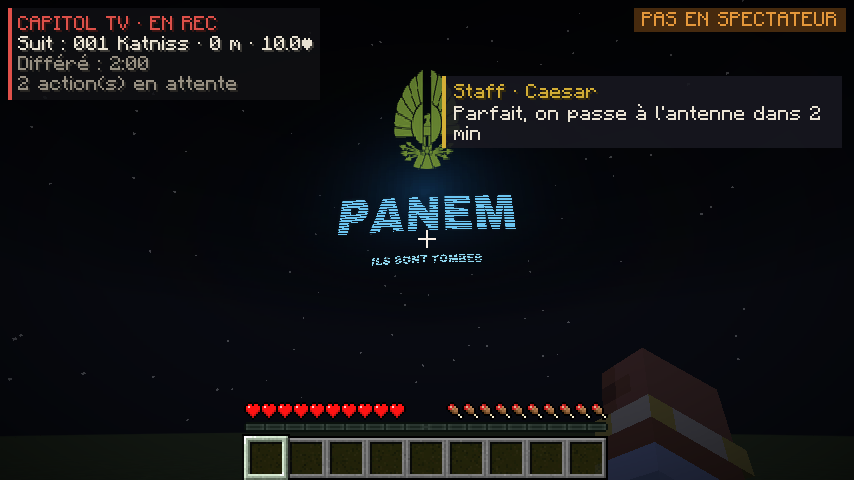 CAPITOL TV · EN REC
Suit : 001 Katniss · 0 m · 10.0♥
Différé : 2:00
2 action(s) en attente
PAS EN SPECTATEUR
Staff · Caesar
Parfait, on passe à l'antenne dans 2
min
PANEM
ILS SONT TOMBES